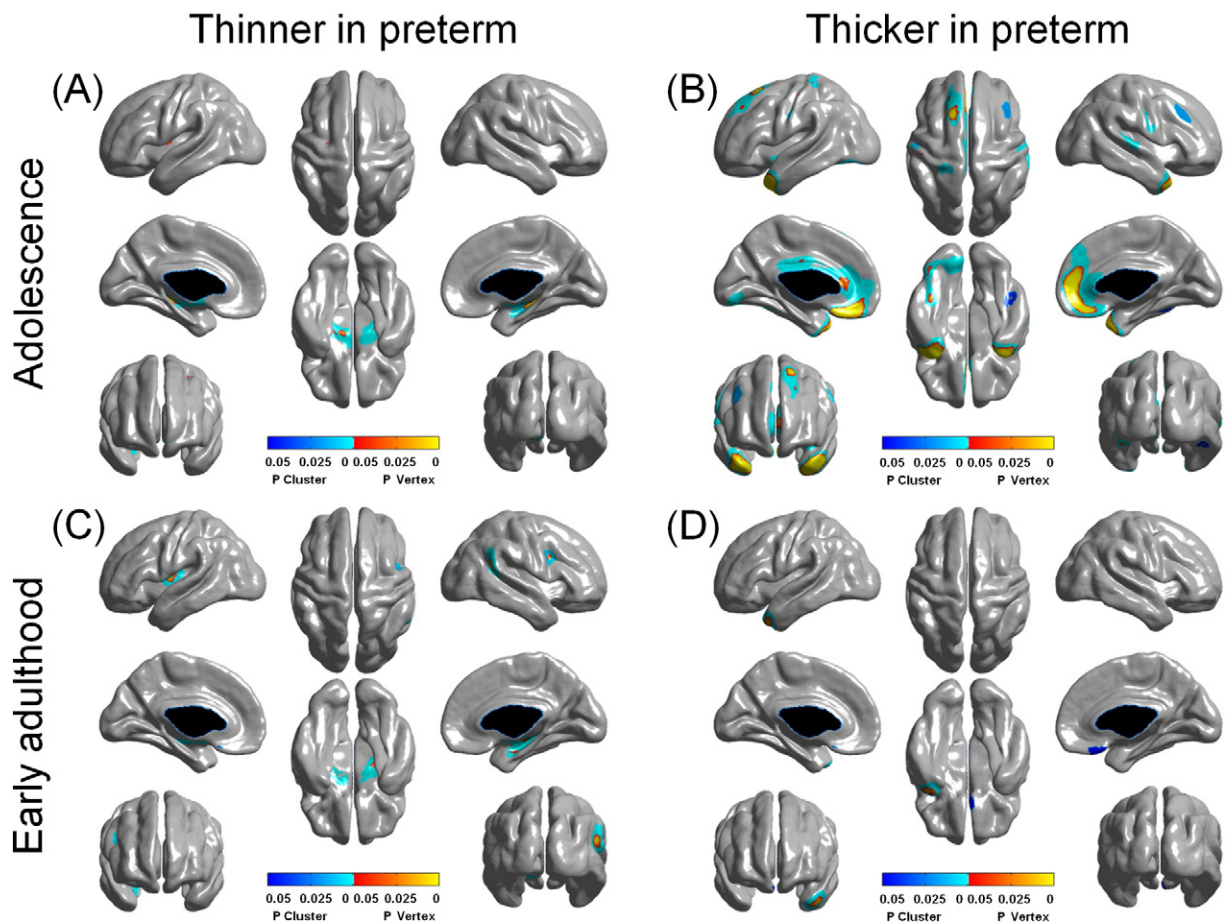 Thinner in preterm Thicker in preterm
Adolescence
(A) (B)
0.05 0.025 0 0.05 0.025 0
P Cluster P Vertex
0.05 0.025 0 0.05 0.025 0
P Cluster P Vertex
Early adulthood
(C) (D)
0.05 0.025 0 0.05 0.025 0
P Cluster P Vertex
0.05 0.025 0 0.05 0.025 0
P Cluster P Vertex